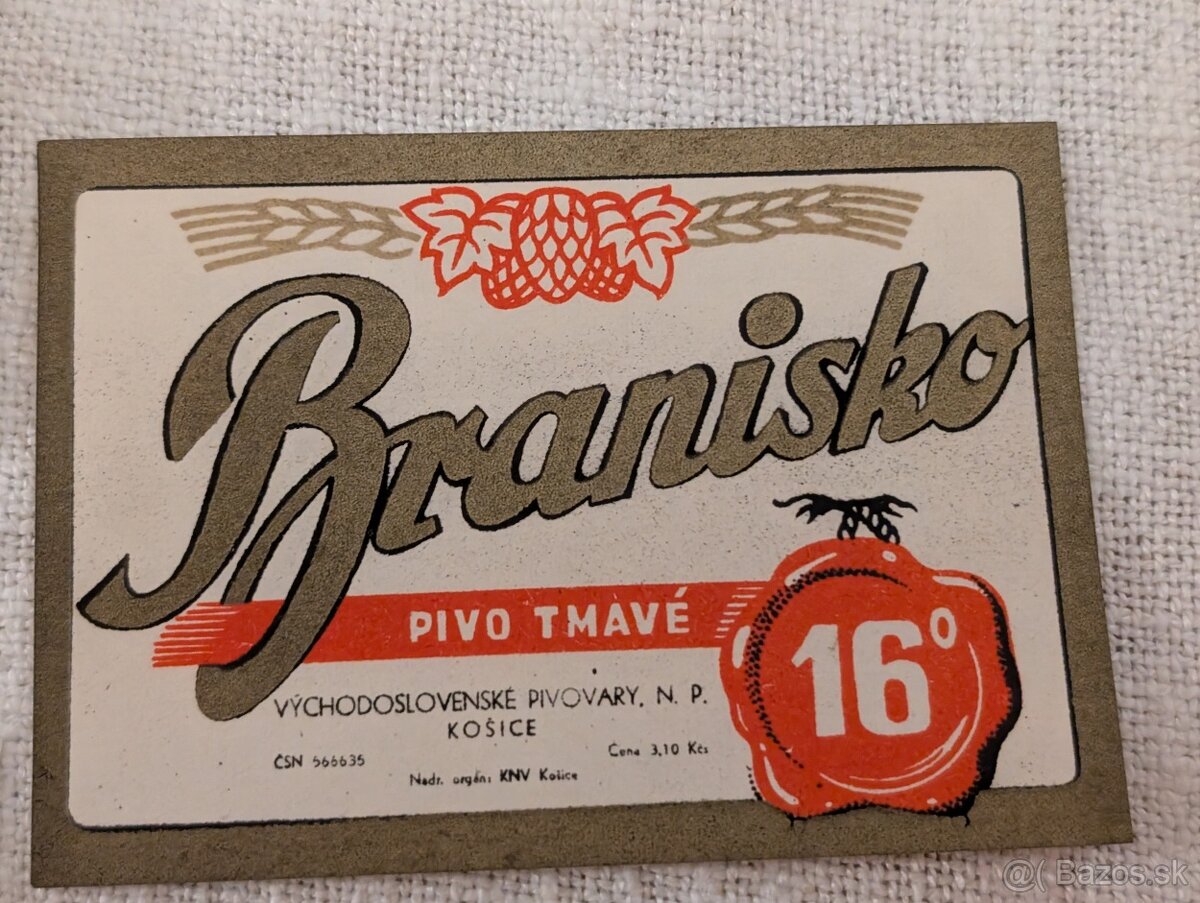 Branisko
PIVO TMAVÉ
16°
VÝCHODOSLOVENSKÉ PIVOVARY, N. P.
KOŠICE
ČSN 566635
Cena 3,10 Kčs
Nadr. orgán: KNV Košice
@( Bazos.sk